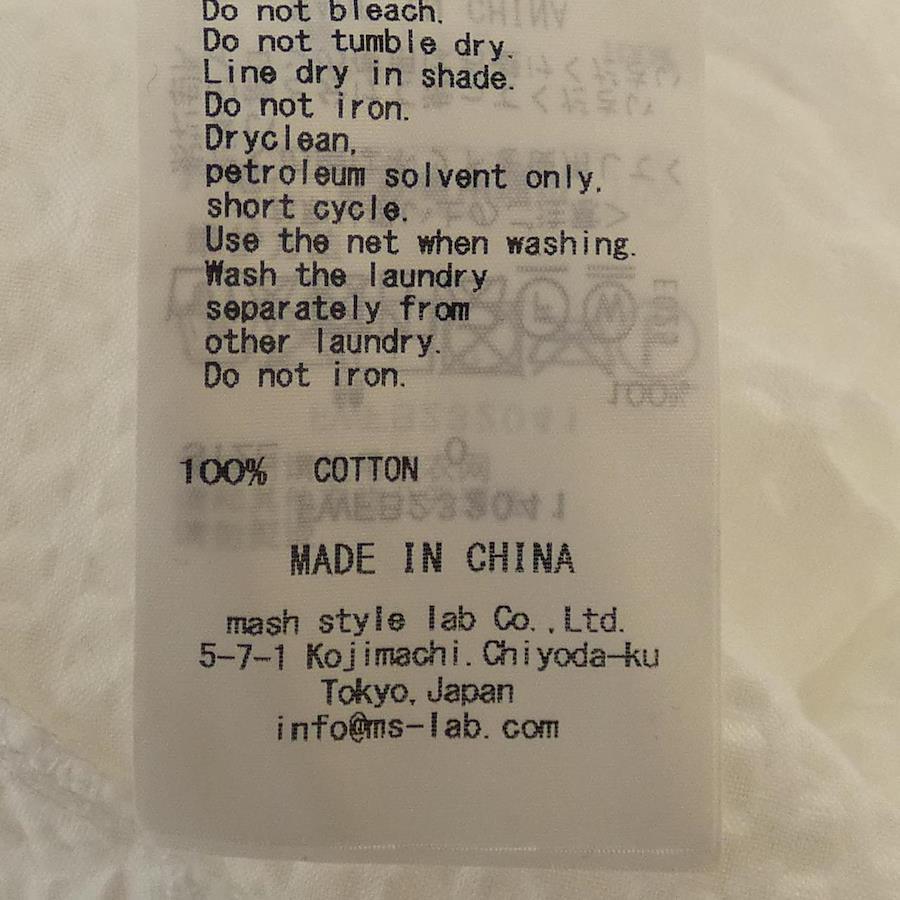 Do not bleach.
Do not tumble dry.
Line dry in shade.
Do not iron.
Dryclean,
petroleum solvent only,
short cycle.
Use the net when washing.
Wash the laundry
separately from
other laundry.
Do not iron.
100% COTTON
MADE IN CHINA
mash style lab Co.,Ltd.
5-7-1 Kojimachi.Chiyoda-ku
Tokyo, Japan
info@ms-lab.com